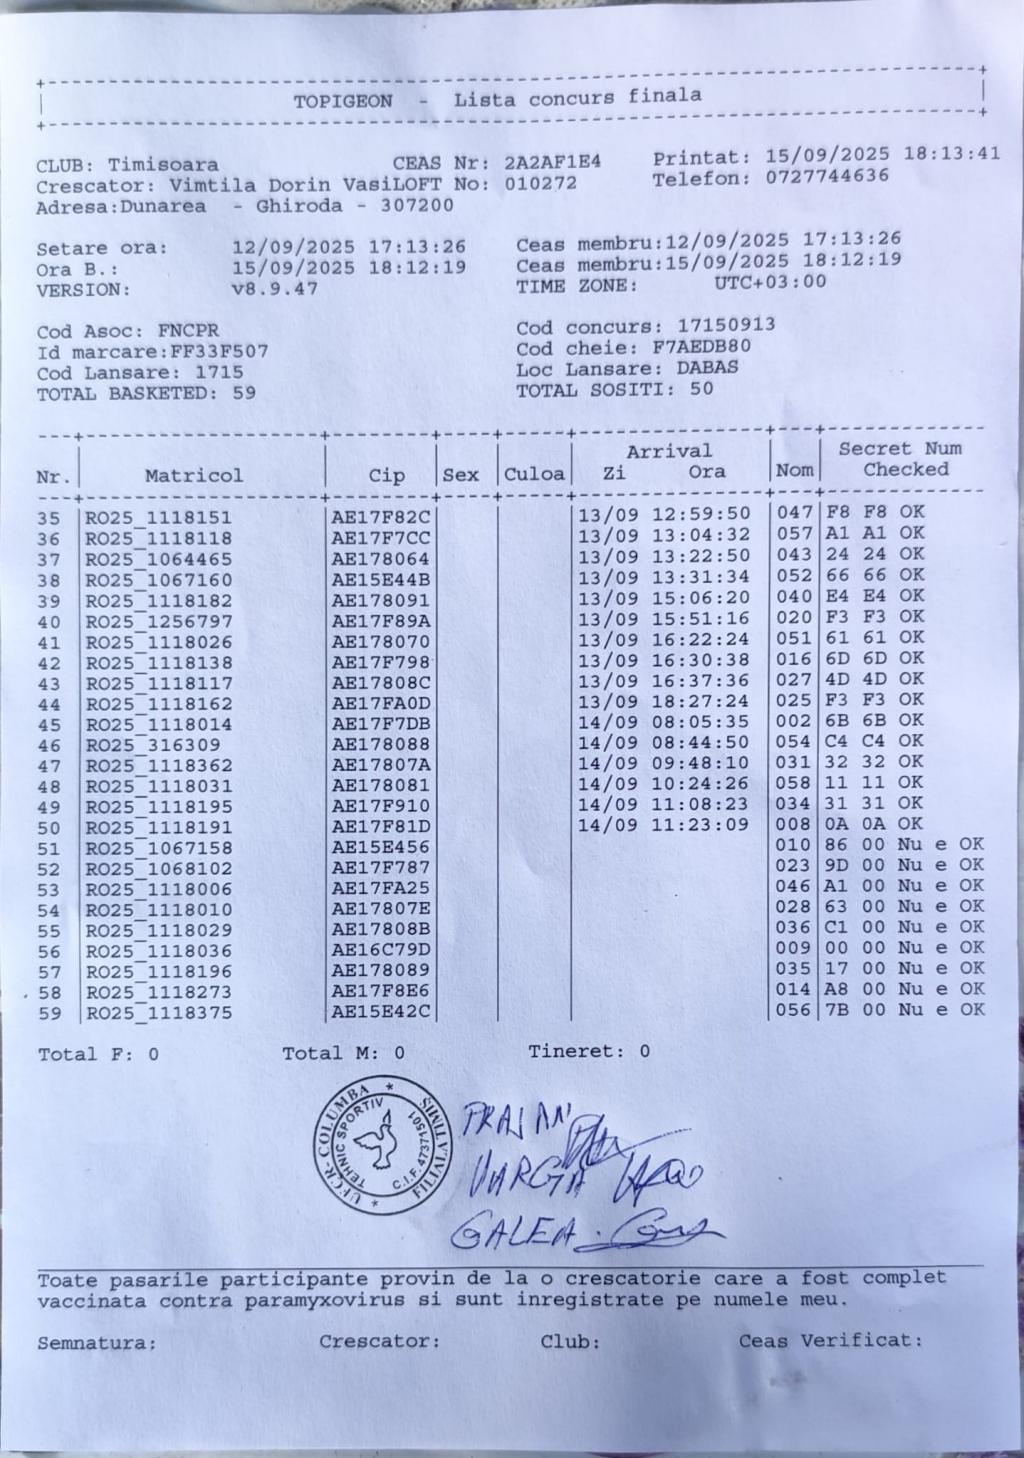 TOPIGEON - Lista concurs finala
CLUB: Timisoara CEAS Nr: 2A2AF1E4 Printat: 15/09/2025 18:13:41
Crescator: Vimtila Dorin VasiLOFT No: 010272 Telefon: 0727744636
Adresa:Dunarea - Ghiroda - 307200
Setare ora: 12/09/2025 17:13:26 Ceas membru:12/09/2025 17:13:26
Ora B.: 15/09/2025 18:12:19 Ceas membru:15/09/2025 18:12:19
VERSION: v8.9.47 TIME ZONE: UTC+03:00
Cod Asoc: FNCPR Cod concurs: 17150913
Id marcare:FF33F507 Cod cheie: F7AEDB80
Cod Lansare: 1715 Loc Lansare: DABAS
TOTAL BASKETED: 59 TOTAL SOSITI: 50
Arrival Secret Num
Nr. Matricol Cip Sex Culoa Zi Ora Nom Checked
35 RO25_1118151 AE17F82C 13/09 12:59:50 047 F8 F8 OK
36 RO25_1118118 AE17F7CC 13/09 13:04:32 057 A1 A1 OK
37 RO25_1064465 AE178064 13/09 13:22:50 043 24 24 OK
38 RO25_1067160 AE15E44B 13/09 13:31:34 052 66 66 OK
39 RO25_1118182 AE178091 13/09 15:06:20 040 E4 E4 OK
40 RO25_1256797 AE17F89A 13/09 15:51:16 020 F3 F3 OK
41 RO25_1118026 AE178070 13/09 16:22:24 051 61 61 OK
42 RO25_1118138 AE17F798 13/09 16:30:38 016 6D 6D OK
43 RO25_1118117 AE17808C 13/09 16:37:36 027 4D 4D OK
44 RO25_1118162 AE17FA0D 13/09 18:27:24 025 F3 F3 OK
45 RO25_1118014 AE17F7DB 14/09 08:05:35 002 6B 6B OK
46 RO25_316309 AE178088 14/09 08:44:50 054 C4 C4 OK
47 RO25_1118362 AE17807A 14/09 09:48:10 031 32 32 OK
48 RO25_1118031 AE178081 14/09 10:24:26 058 11 11 OK
49 RO25_1118195 AE17F910 14/09 11:08:23 034 31 31 OK
50 RO25_1118191 AE17F81D 14/09 11:23:09 008 0A 0A OK
51 RO25_1067158 AE15E456 010 86 00 Nu e OK
52 RO25_1068102 AE17F787 023 9D 00 Nu e OK
53 RO25_1118006 AE17FA25 046 A1 00 Nu e OK
54 RO25_1118010 AE17807E 028 63 00 Nu e OK
55 RO25_1118029 AE17808B 036 C1 00 Nu e OK
56 RO25_1118036 AE16C79D 009 00 00 Nu e OK
57 RO25_1118196 AE178089 035 17 00 Nu e OK
58 RO25_1118273 AE17F8E6 014 A8 00 Nu e OK
59 RO25_1118375 AE15E42C 056 7B 00 Nu e OK
Total F: 0 Total M: 0 Tineret: 0
UFCR-COLUMBA * FILIALA TIMIS *
TEHNIC SPORTIV
C.I.F. 47371501
VARGA
GALEA
Toate pasarile participante provin de la o crescatorie care a fost complet
vaccinata contra paramyxovirus si sunt inregistrate pe numele meu.
Semnatura: Crescator: Club: Ceas Verificat: